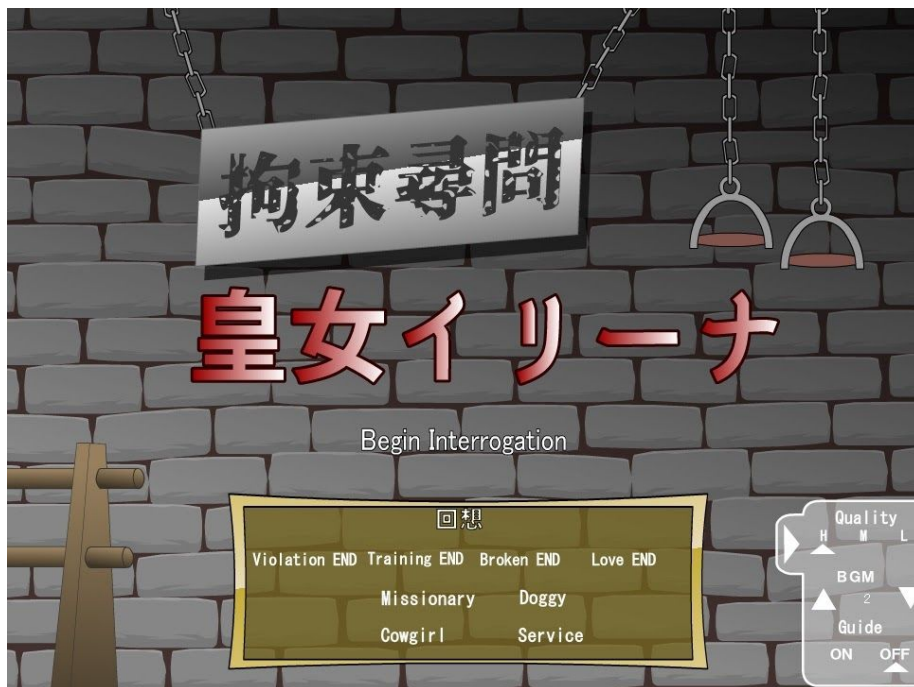 拘束尋問
皇女イリーナ
Begin Interrogation
回想
Violation END Training END Broken END Love END
Missionary Doggy
Cowgirl Service
Quality
H M L
BGM
2
Guide
ON OFF